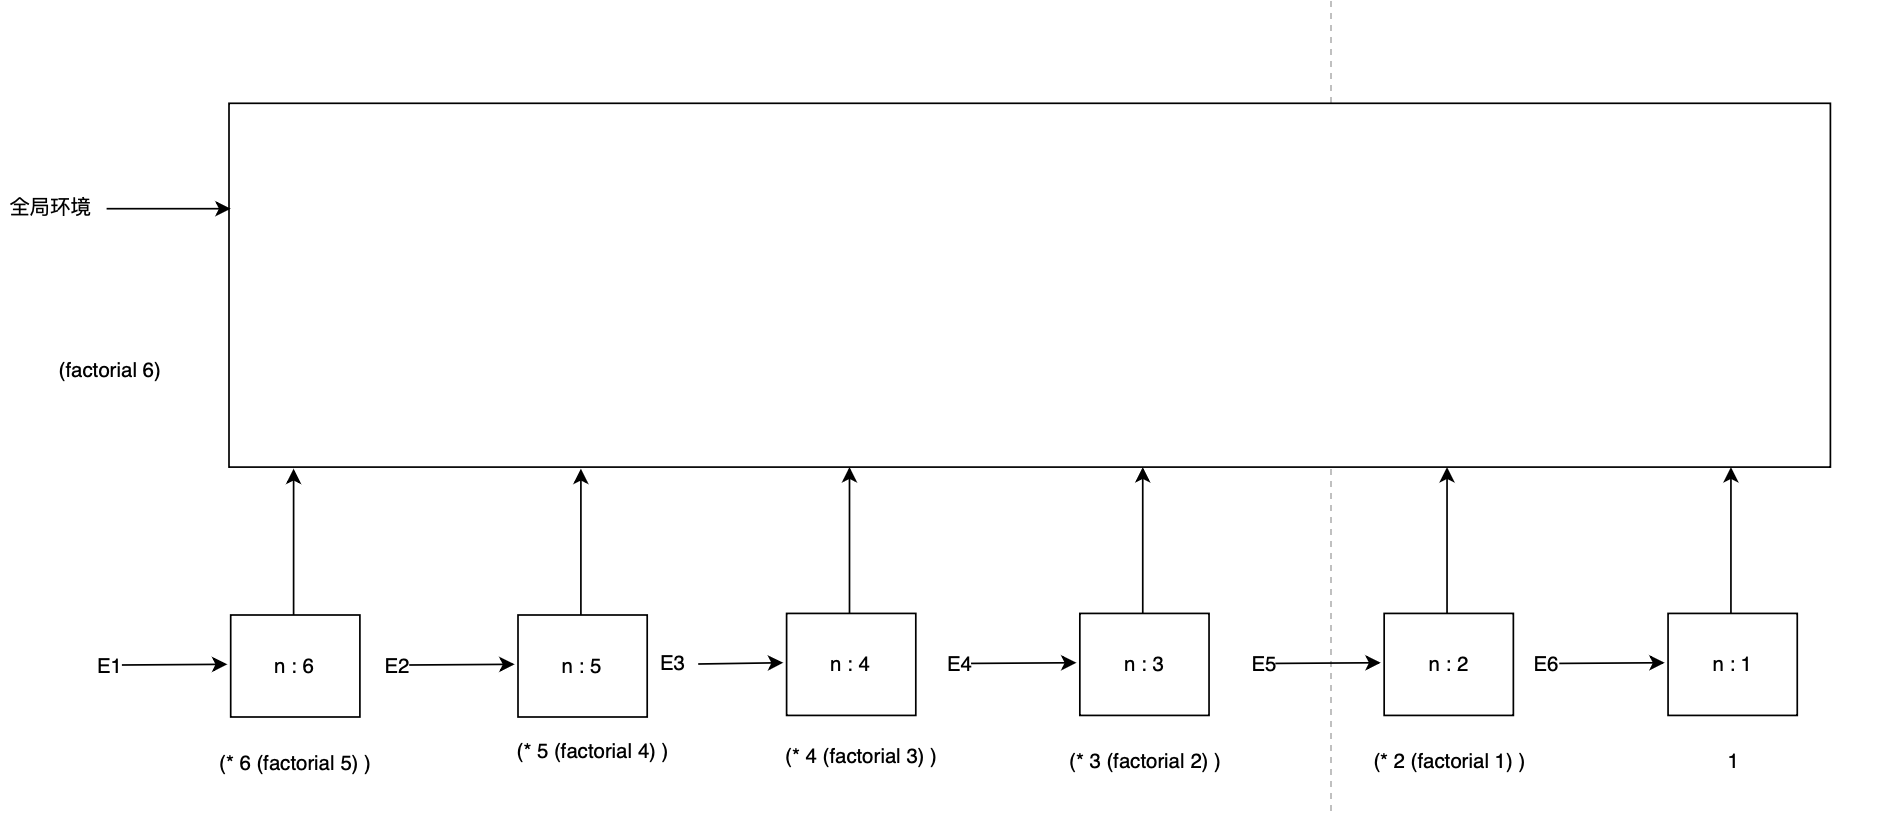 全局环境
(factorial 6)
E1
n : 6
E2
n : 5
E3
n : 4
E4
n : 3
E5
n : 2
E6
n : 1
(* 6 (factorial 5) )
(* 5 (factorial 4) )
(* 4 (factorial 3) )
(* 3 (factorial 2) )
(* 2 (factorial 1) )
1